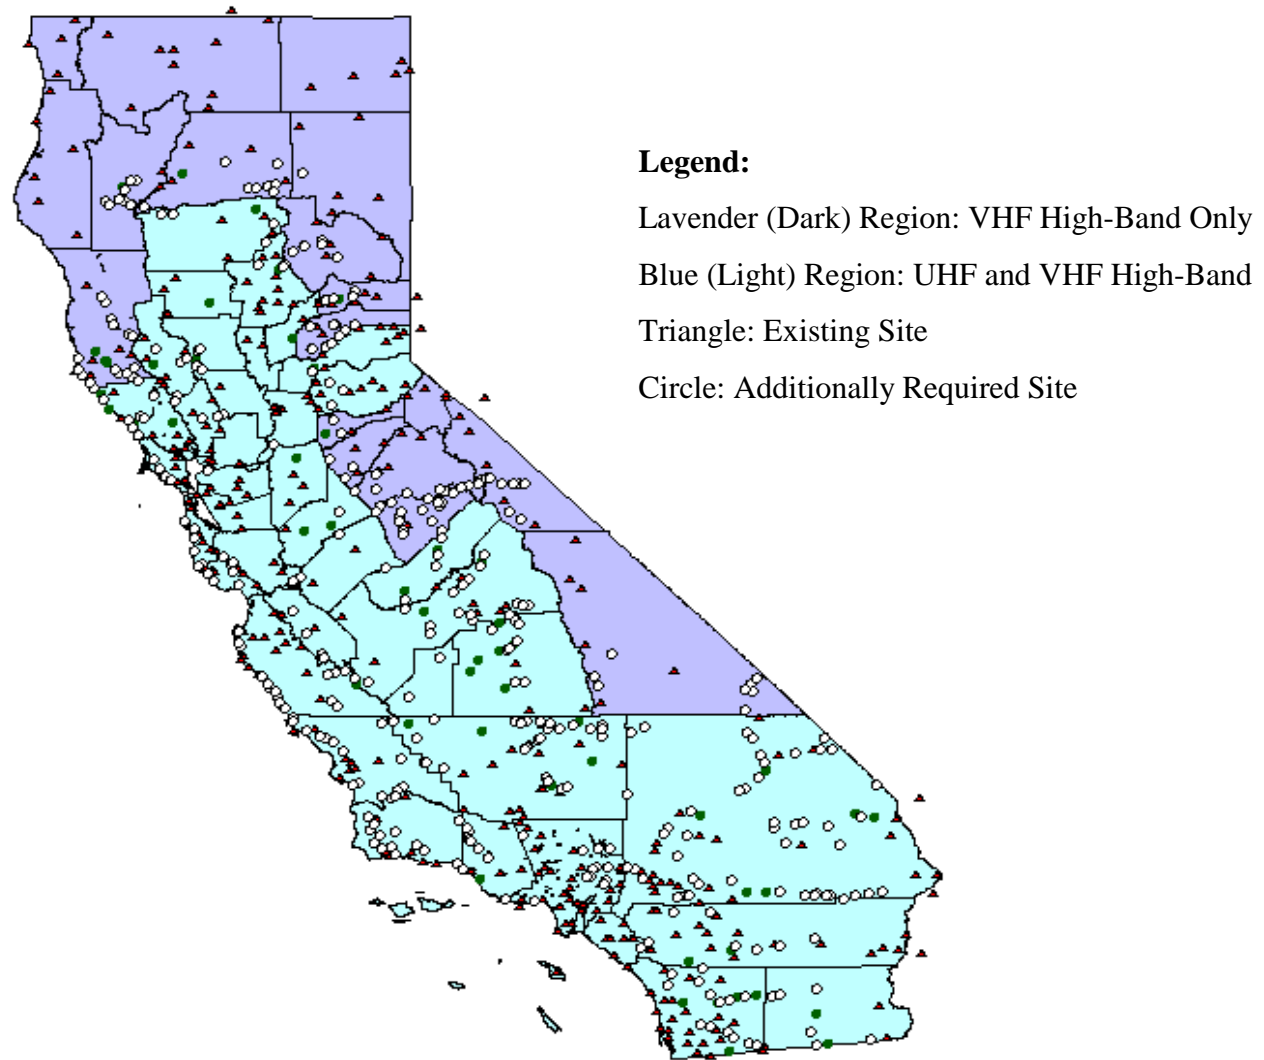 Legend:
Lavender (Dark) Region: VHF High-Band Only
Blue (Light) Region: UHF and VHF High-Band
Triangle: Existing Site
Circle: Additionally Required Site